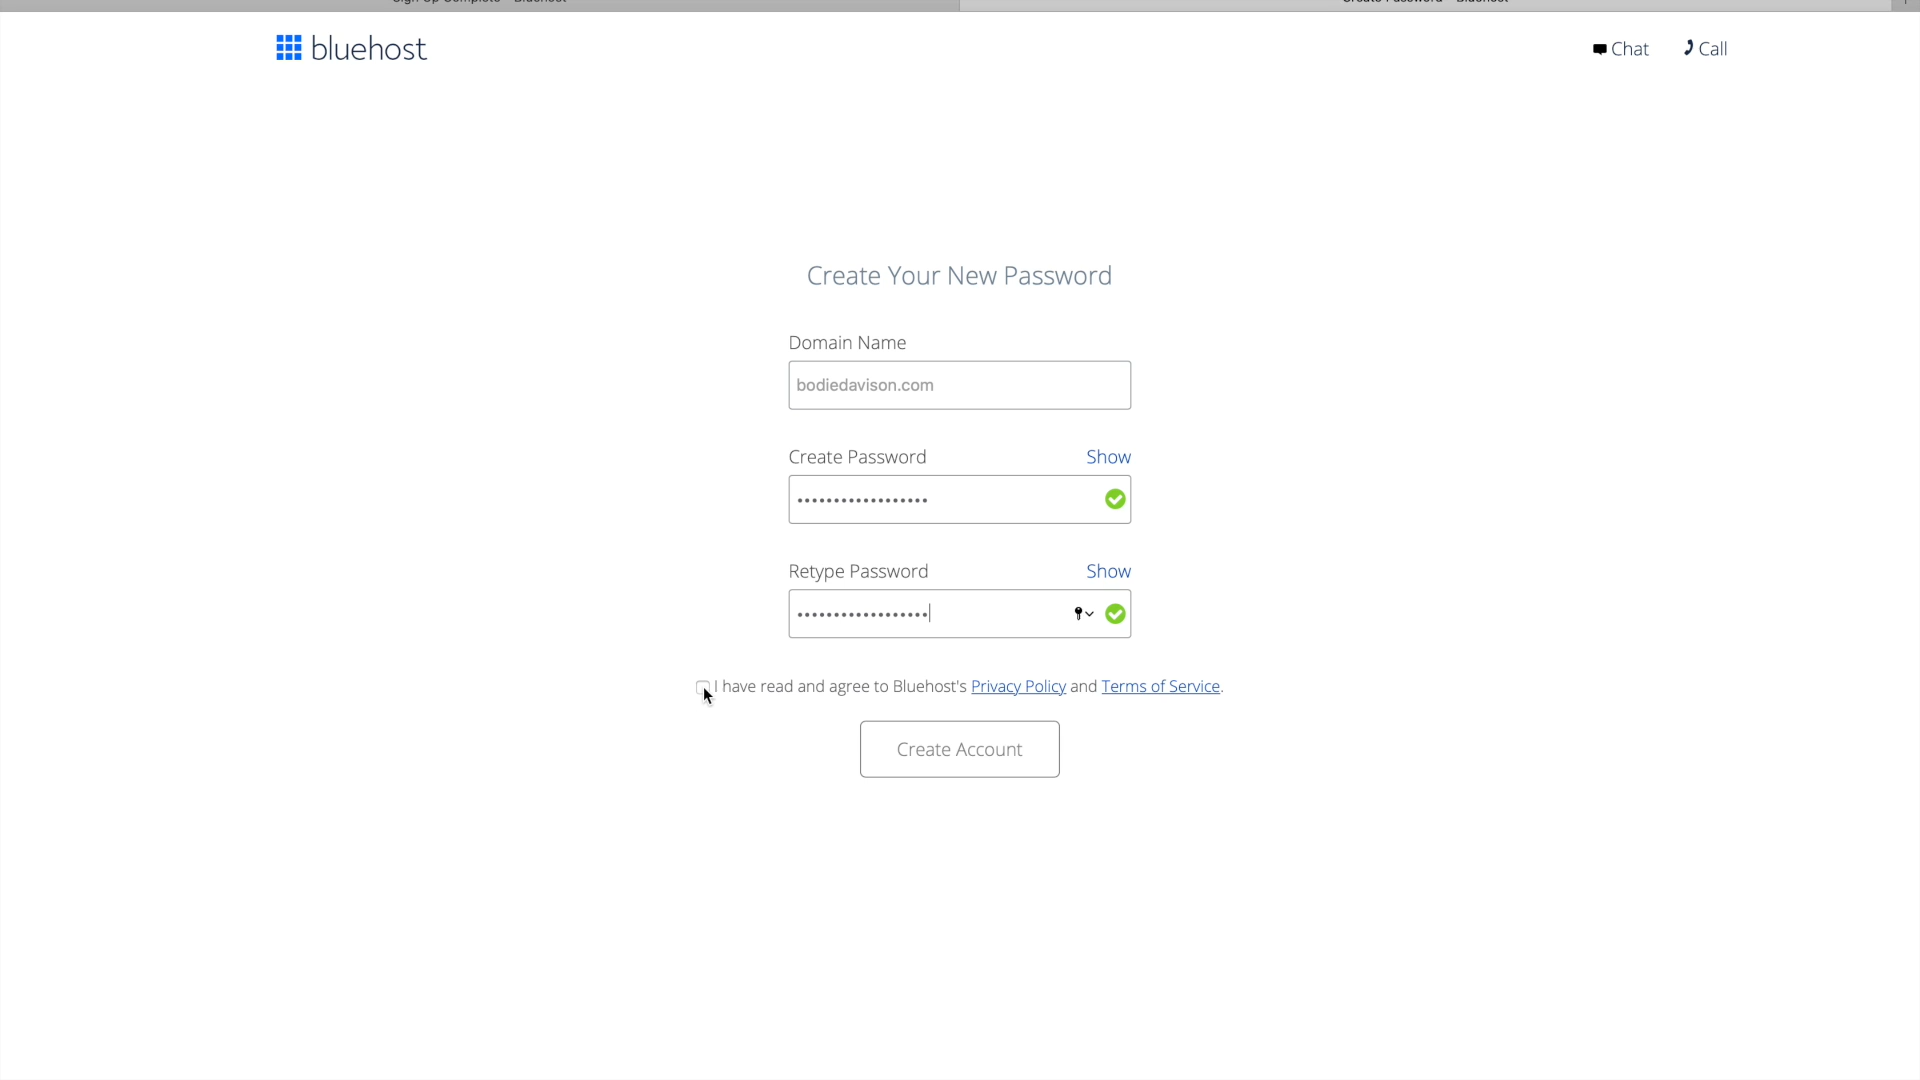 bluehost
Chat
Call
Create Your New Password
Domain Name
bodiedavison.com
Create Password Show
••••••••••••••••••
Retype Password Show
••••••••••••••••••
I have read and agree to Bluehost's Privacy Policy and Terms of Service.
Create Account